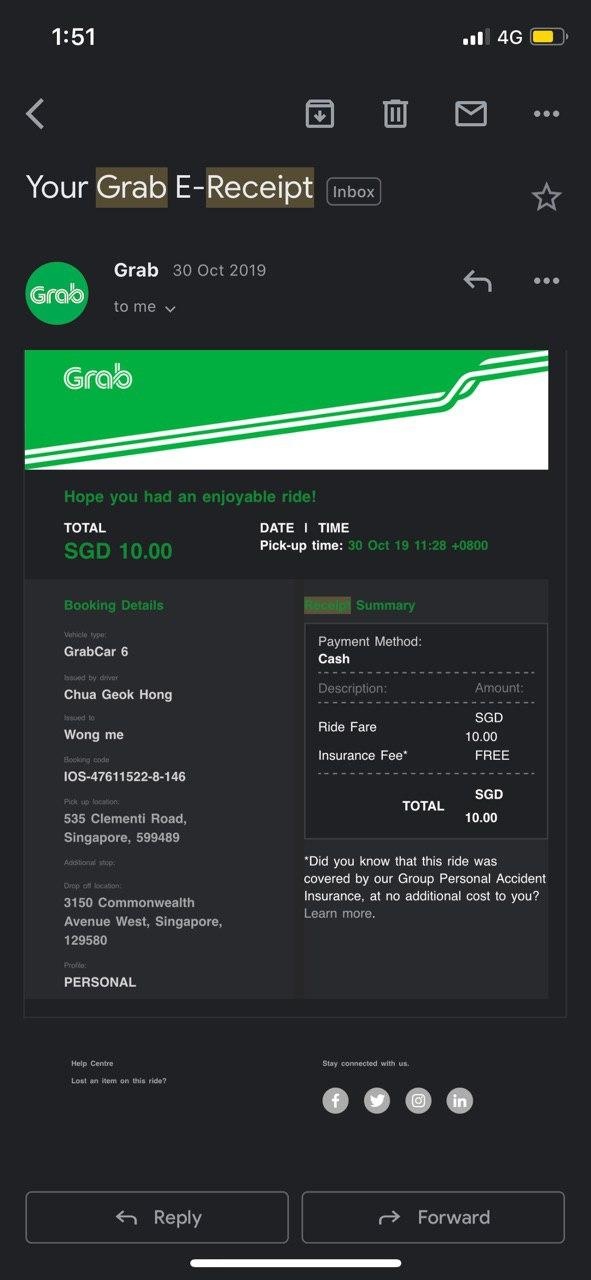 1:51
4G
Your Grab E-Receipt
Inbox
Grab 30 Oct 2019
to me
Grab
Grab
Hope you had an enjoyable ride!
TOTAL
SGD 10.00
DATE I TIME
Pick-up time: 30 Oct 19 11:28 +0800
Booking Details
Vehicle type:
GrabCar 6
Issued by driver
Chua Geok Hong
Issued to
Wong me
Booking code
IOS-47611522-8-146
Pick up location:
535 Clementi Road,
Singapore, 599489
Additional stop:
Drop off location:
3150 Commonwealth
Avenue West, Singapore,
129580
Profile:
PERSONAL
Receipt Summary
Payment Method:
Cash
Description: Amount:
Ride Fare SGD
10.00
Insurance Fee* FREE
TOTAL SGD
10.00
*Did you know that this ride was
covered by our Group Personal Accident
Insurance, at no additional cost to you?
Learn more.
Help Centre
Lost an item on this ride?
Stay connected with us.
Reply
Forward